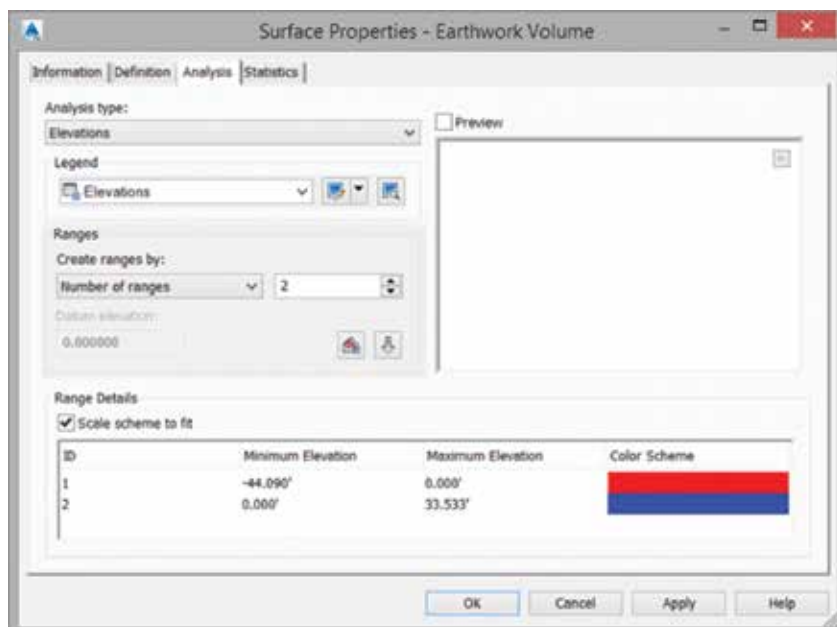 Surface Properties - Earthwork Volume
Information Definition Analysis Statistics
Analysis type:
Elevations
Preview
Legend
Elevations
Ranges
Create ranges by:
Number of ranges 2
Datum elevation:
0.000000
Range Details
Scale scheme to fit
ID Minimum Elevation Maximum Elevation Color Scheme
1 -44.090' 0.000'
2 0.000' 33.533'
OK Cancel Apply Help